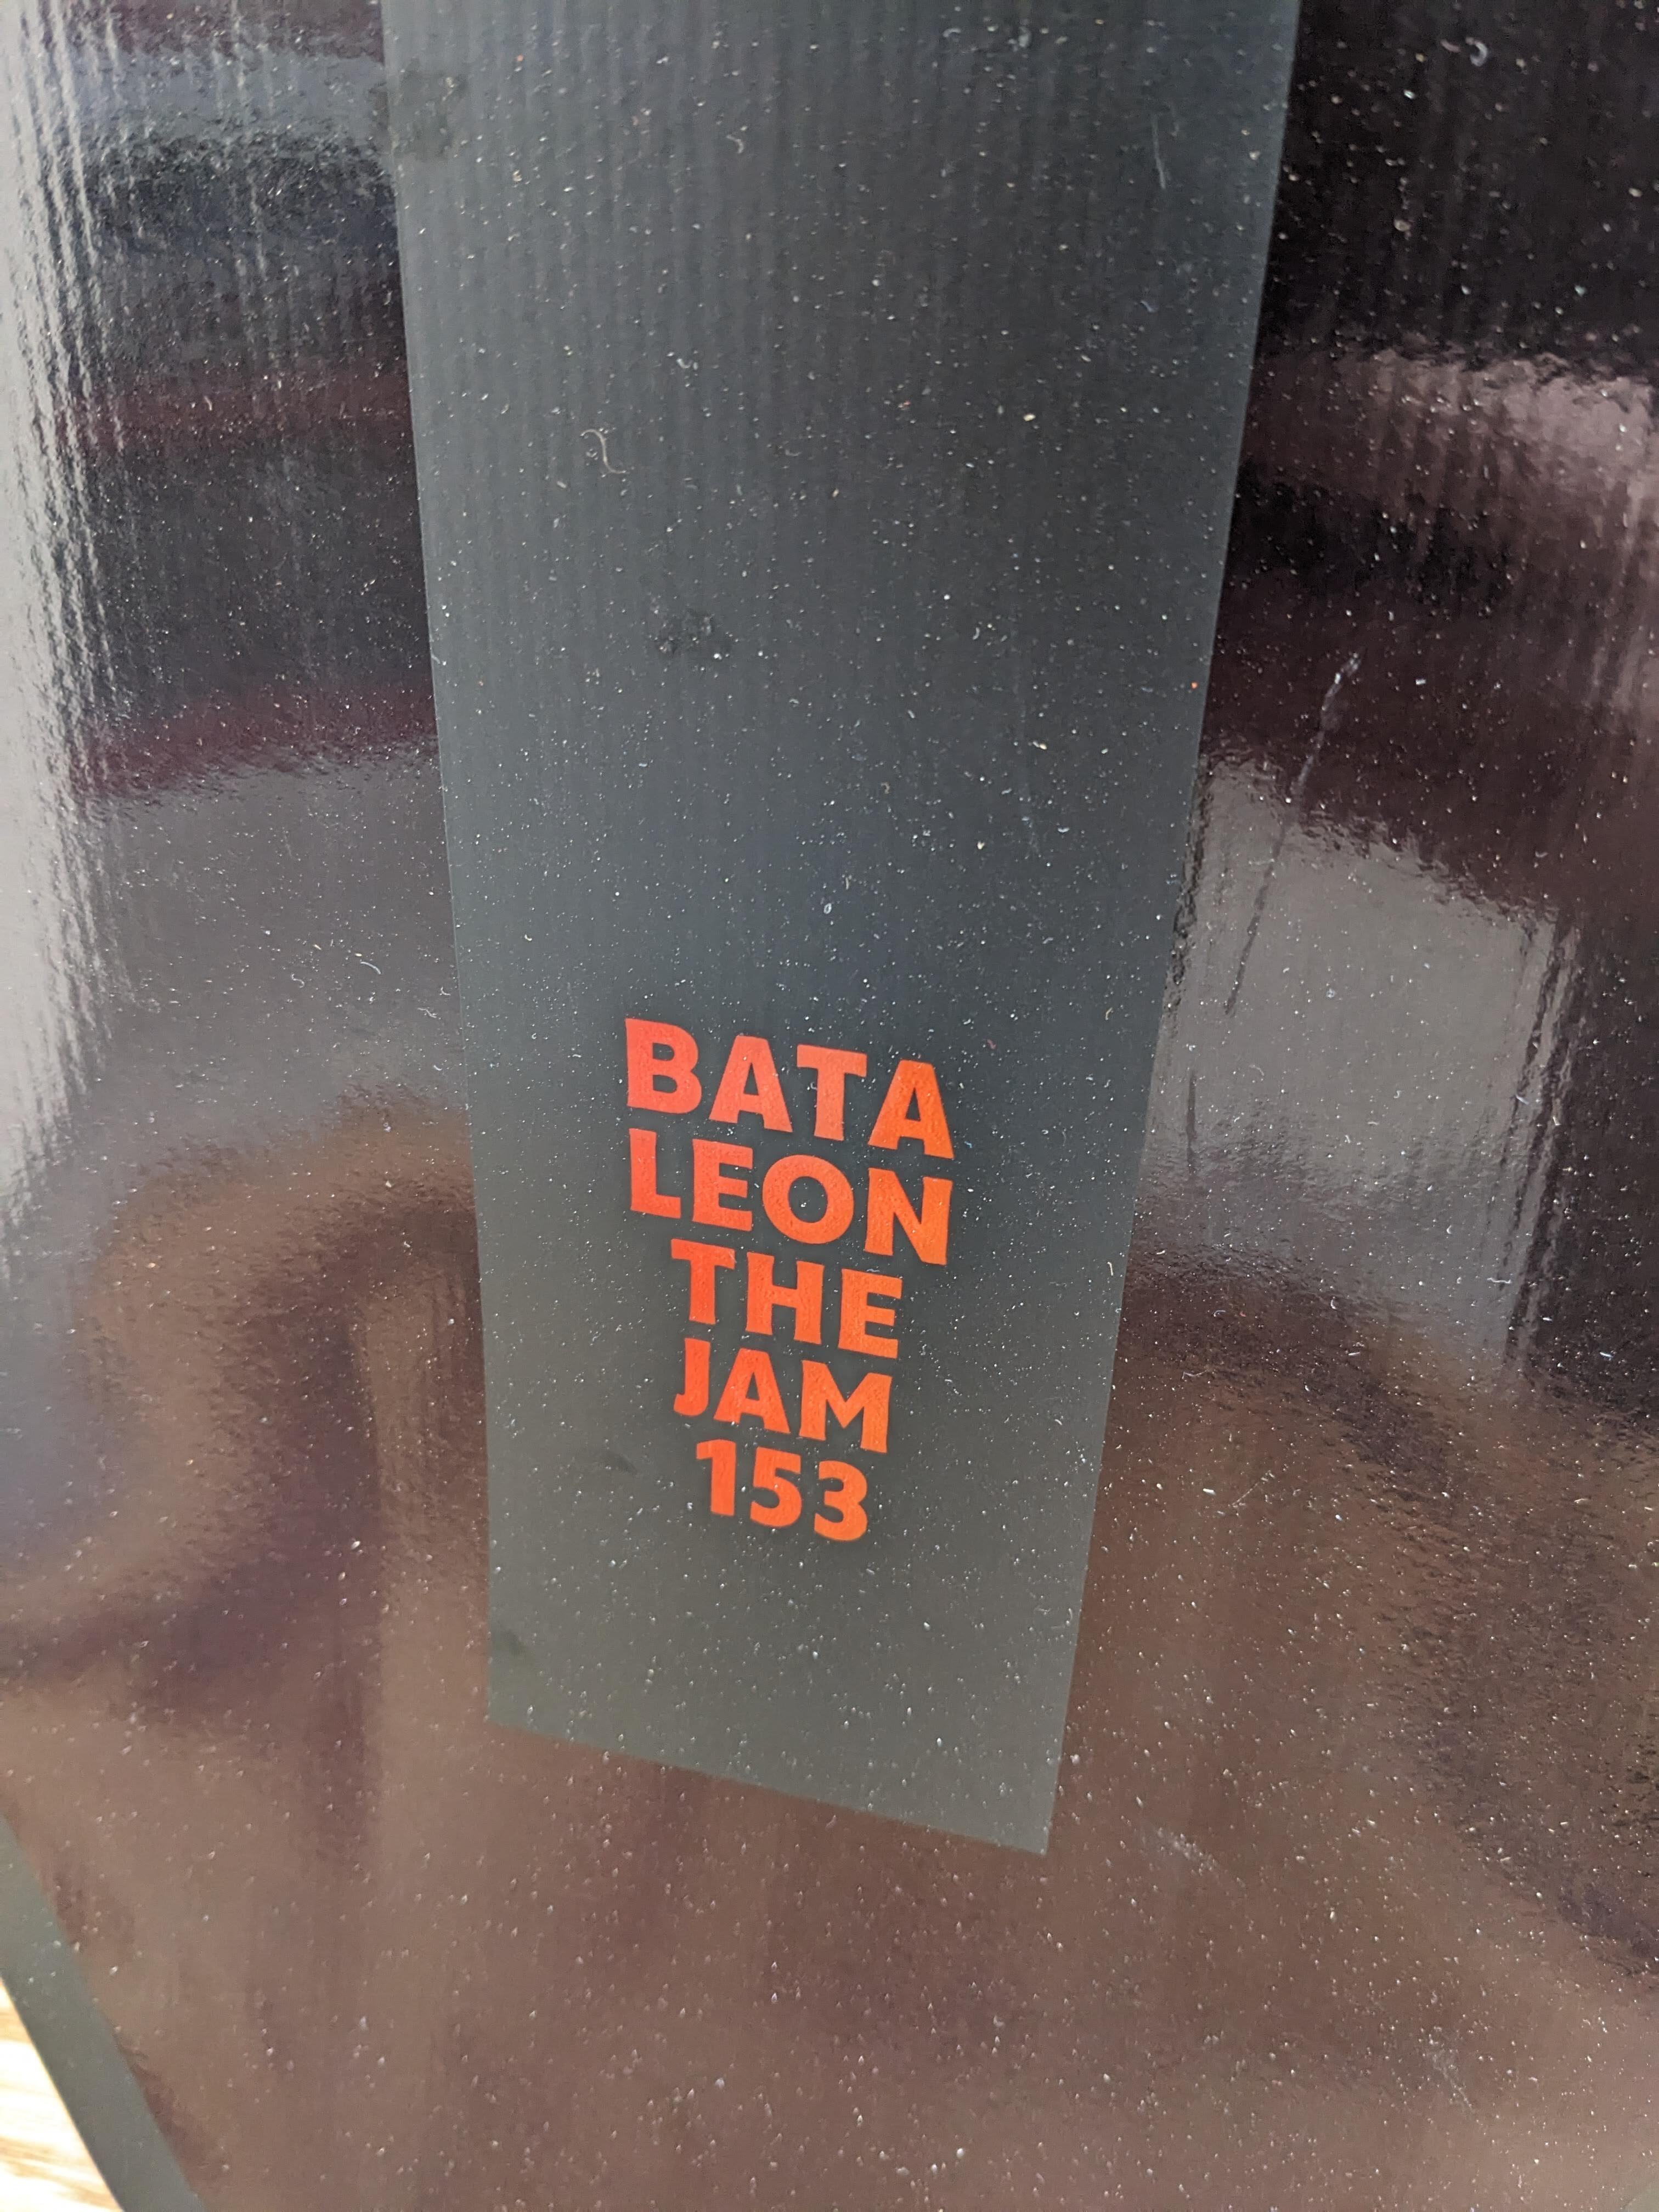 BATA
LEON
THE
JAM
153